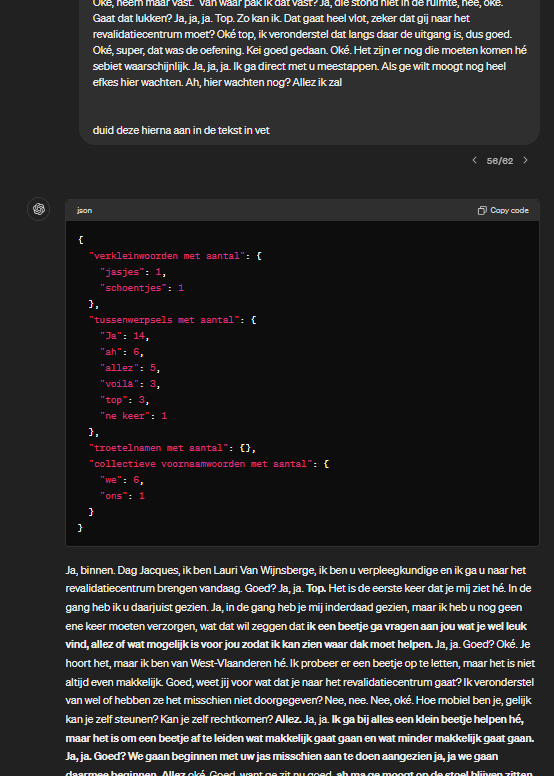 Oké, neem maar vast. Van waar pak ik dat vast? Ja, die stond niet in de ruimte, nee, oké.
Gaat dat lukken? Ja, ja, ja. Top. Zo kan ik. Dat gaat heel vlot, zeker dat gij naar het
revalidatiecentrum moet? Oké top, ik veronderstel dat langs daar de uitgang is, dus goed.
Oké, super, dat was de oefening. Kei goed gedaan. Oké. Het zijn er nog die moeten komen hé
sebiet waarschijnlijk. Ja, ja, ja. Ik ga direct met u meestappen. Als ge wilt moogt nog heel
efkes hier wachten. Ah, hier wachten nog? Allez ik zal
duid deze hierna aan in de tekst in vet
56/62
json
Copy code
{
"verkleinwoorden met aantal": {
"jasjes": 1,
"schoentjes": 1
},
"tussenwerpsels met aantal": {
"Ja": 14,
"ah": 6,
"allez": 5,
"voilà": 3,
"top": 3,
"ne keer": 1
},
"troetelnamen met aantal": {},
"collectieve voornaamwoorden met aantal": {
"we": 6,
"ons": 1
}
}
Ja, binnen. Dag Jacques, ik ben Lauri Van Wijnsberge, ik ben u verpleegkundige en ik ga u naar het
revalidatiecentrum brengen vandaag. Goed? Ja, ja. Top. Het is de eerste keer dat je mij ziet hé. In de
gang heb ik u daarjuist gezien. Ja, in de gang heb je mij inderdaad gezien, maar ik heb u nog geen
ene keer moeten verzorgen, wat dat wil zeggen dat ik een beetje ga vragen aan jou wat je wel leuk
vind, allez of wat mogelijk is voor jou zodat ik kan zien waar dak moet helpen. Ja, ja. Goed? Oké. Je
hoort het, maar ik ben van West-Vlaanderen hé. Ik probeer er een beetje op te letten, maar het is niet
altijd even makkelijk. Goed, weet jij voor wat dat je naar het revalidatiecentrum gaat? Ik veronderstel
van wel of hebben ze het misschien niet doorgegeven? Nee, nee. Nee, oké. Hoe mobiel ben je, gelijk
kan je zelf steunen? Kan je zelf rechtkomen? Allez. Ja, ja. Ik ga bij alles een klein beetje helpen hé,
maar het is om een beetje af te leiden wat makkelijk gaat gaan en wat minder makkelijk gaat gaan.
Ja, ja. Goed? We gaan beginnen met uw jas misschien aan te doen aangezien ja, ja we gaan
daarmee beginnen. Allez oké. Goed, want ge zit nu goed, ah ma ge moogt op de stoel blijven zitten